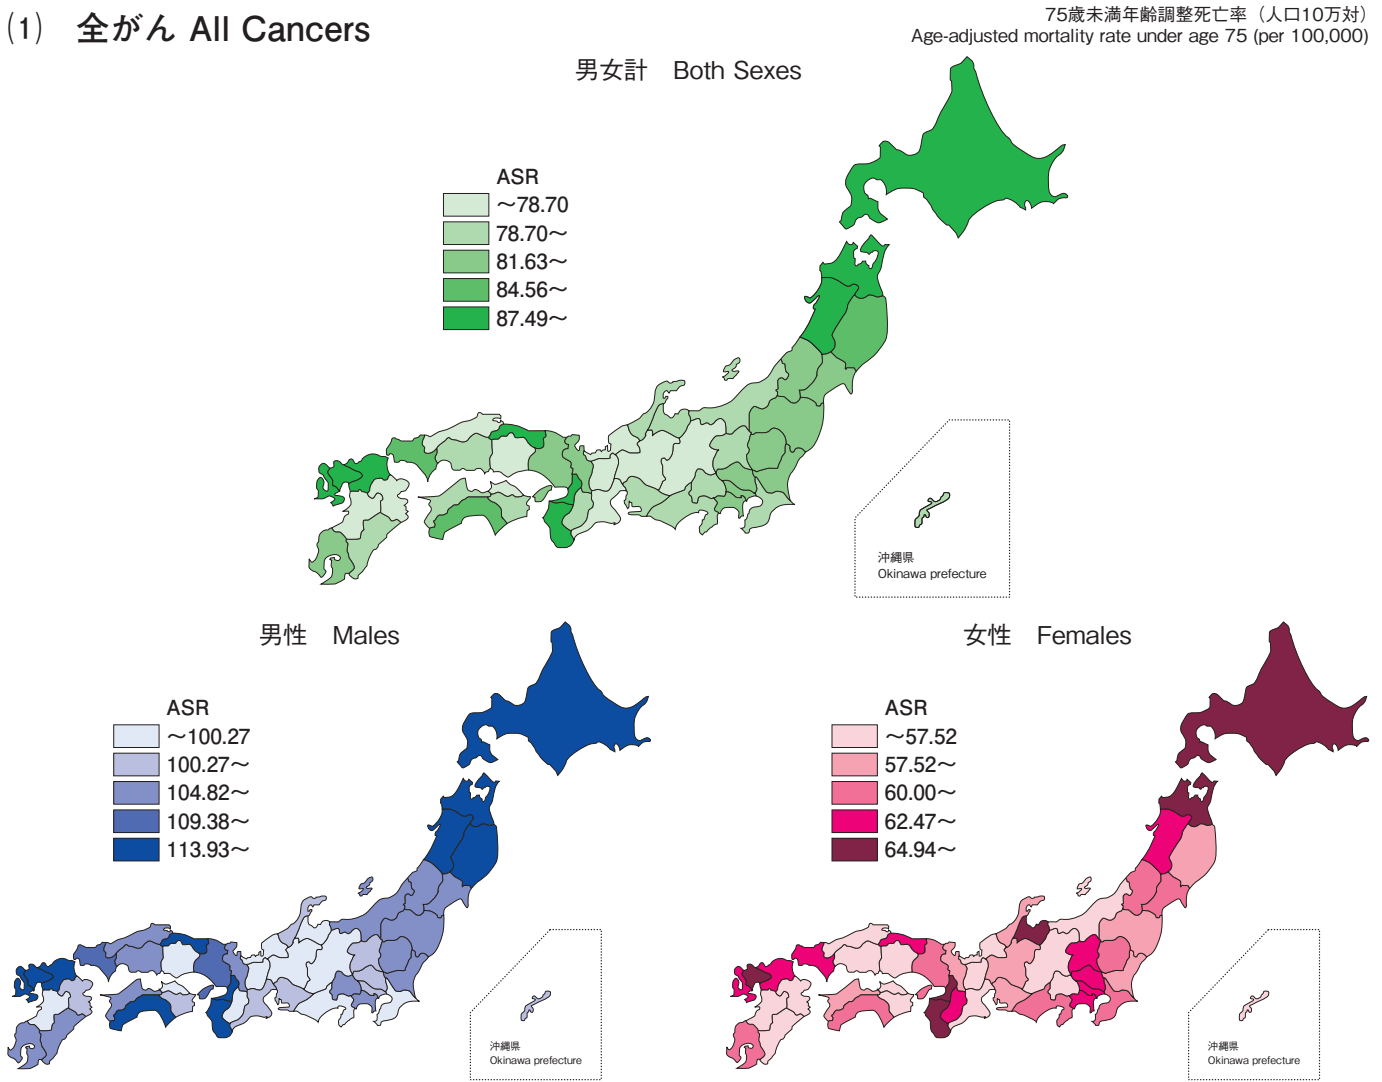 (1) 全がん All Cancers
75歳未満年齢調整死亡率（人口10万対）
Age-adjusted mortality rate under age 75 (per 100,000)
男女計 Both Sexes
ASR
～78.70
78.70～
81.63～
84.56～
87.49～
沖縄県
Okinawa prefecture
男性 Males
ASR
～100.27
100.27～
104.82～
109.38～
113.93～
沖縄県
Okinawa prefecture
女性 Females
ASR
～57.52
57.52～
60.00～
62.47～
64.94～
沖縄県
Okinawa prefecture